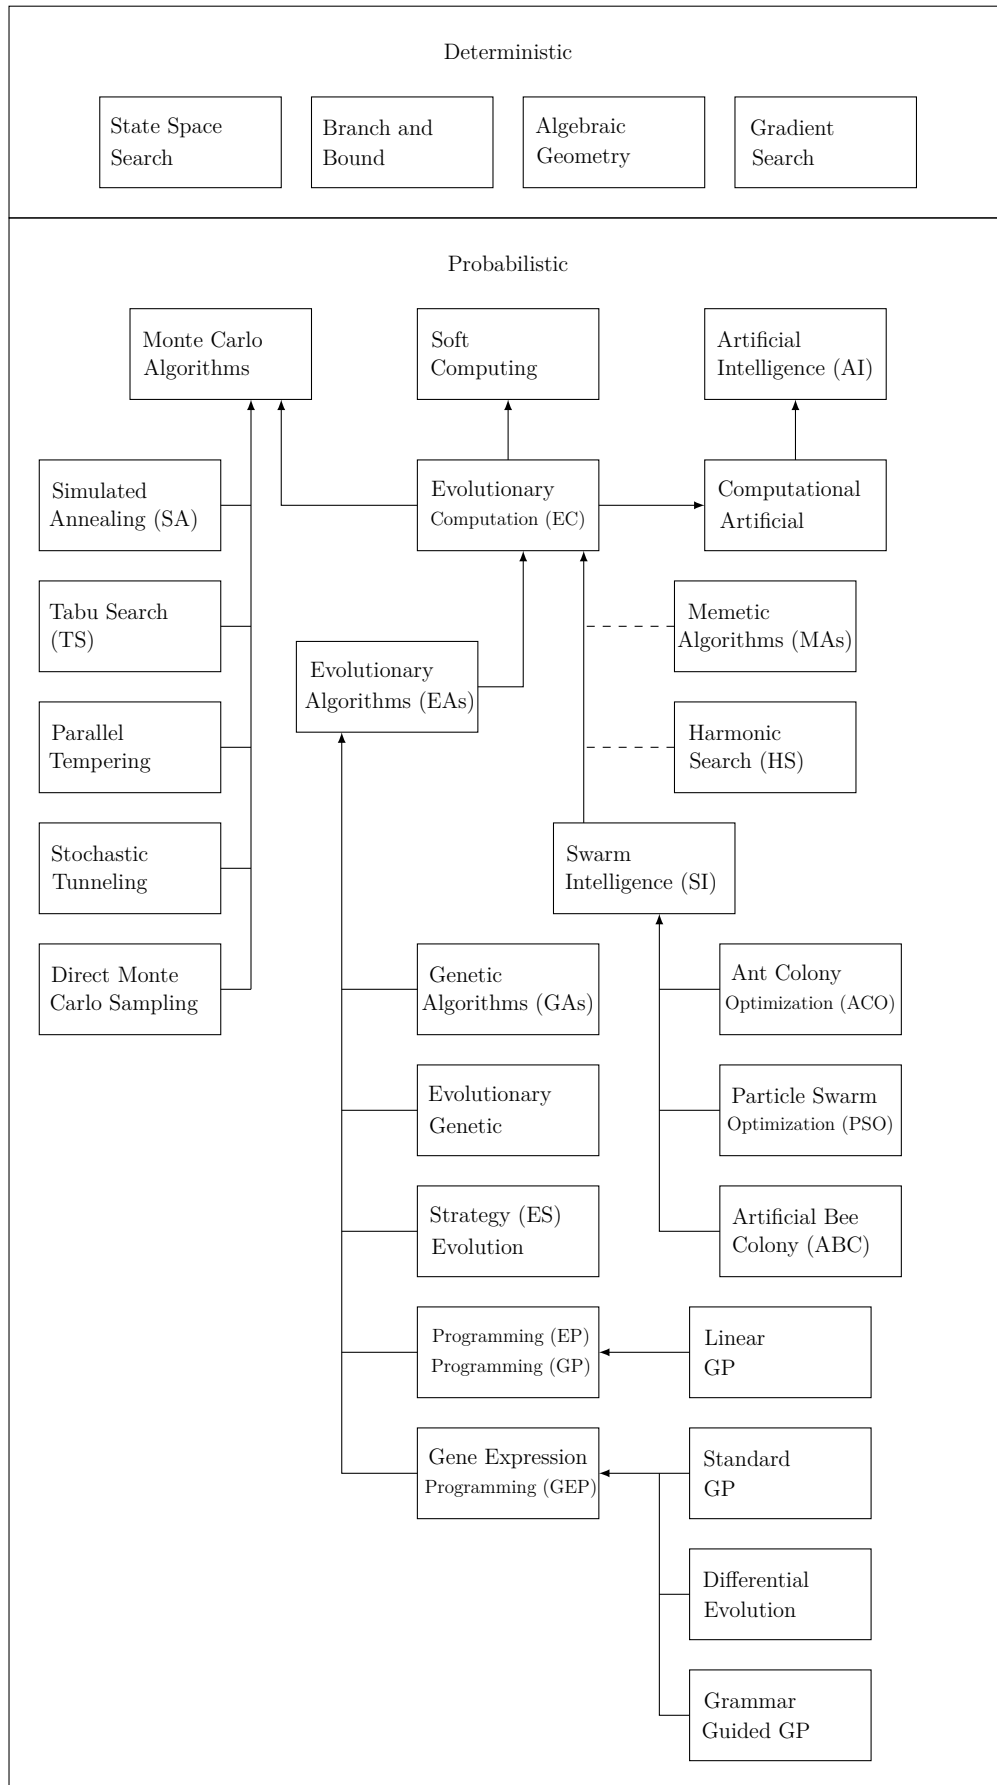 Deterministic
State Space
Search
Branch and
Bound
Algebraic
Geometry
Gradient
Search
Probabilistic
Monte Carlo
Algorithms
Soft
Computing
Artificial
Intelligence (AI)
Simulated
Annealing (SA)
Evolutionary
Computation (EC)
Computational
Artificial
Tabu Search
(TS)
Memetic
Algorithms (MAs)
Evolutionary
Algorithms (EAs)
Parallel
Tempering
Harmonic
Search (HS)
Stochastic
Tunneling
Swarm
Intelligence (SI)
Direct Monte
Carlo Sampling
Genetic
Algorithms (GAs)
Ant Colony
Optimization (ACO)
Evolutionary
Genetic
Particle Swarm
Optimization (PSO)
Strategy (ES)
Evolution
Artificial Bee
Colony (ABC)
Programming (EP)
Programming (GP)
Linear
GP
Gene Expression
Programming (GEP)
Standard
GP
Differential
Evolution
Grammar
Guided GP